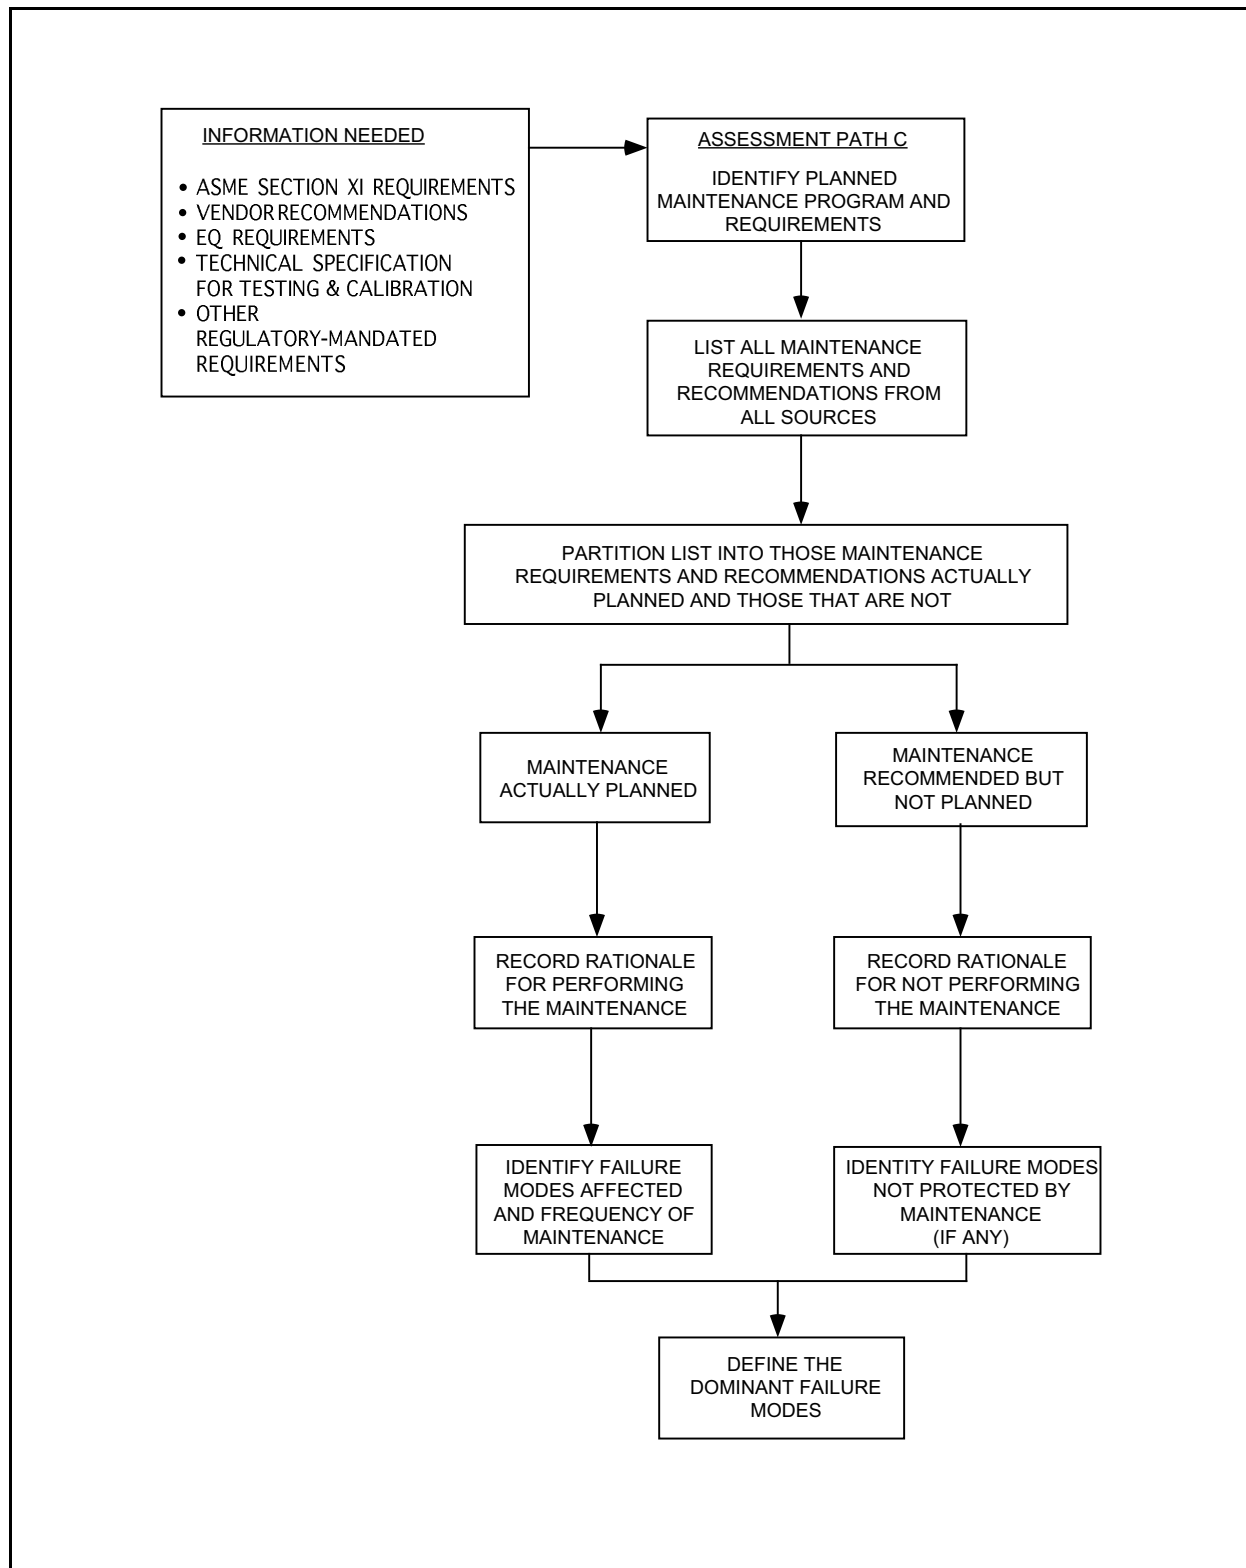 INFORMATION NEEDED
• ASME SECTION XI REQUIREMENTS
• VENDOR RECOMMENDATIONS
• EQ REQUIREMENTS
• TECHNICAL SPECIFICATION
FOR TESTING & CALIBRATION
• OTHER
REGULATORY-MANDATED
REQUIREMENTS
ASSESSMENT PATH C
IDENTIFY PLANNED
MAINTENANCE PROGRAM AND
REQUIREMENTS
LIST ALL MAINTENANCE
REQUIREMENTS AND
RECOMMENDATIONS FROM
ALL SOURCES
PARTITION LIST INTO THOSE MAINTENANCE
REQUIREMENTS AND RECOMMENDATIONS ACTUALLY
PLANNED AND THOSE THAT ARE NOT
MAINTENANCE
ACTUALLY PLANNED
MAINTENANCE
RECOMMENDED BUT
NOT PLANNED
RECORD RATIONALE
FOR PERFORMING
THE MAINTENANCE
RECORD RATIONALE
FOR NOT PERFORMING
THE MAINTENANCE
IDENTIFY FAILURE
MODES AFFECTED
AND FREQUENCY OF
MAINTENANCE
IDENTITY FAILURE MODES
NOT PROTECTED BY
MAINTENANCE
(IF ANY)
DEFINE THE
DOMINANT FAILURE
MODES